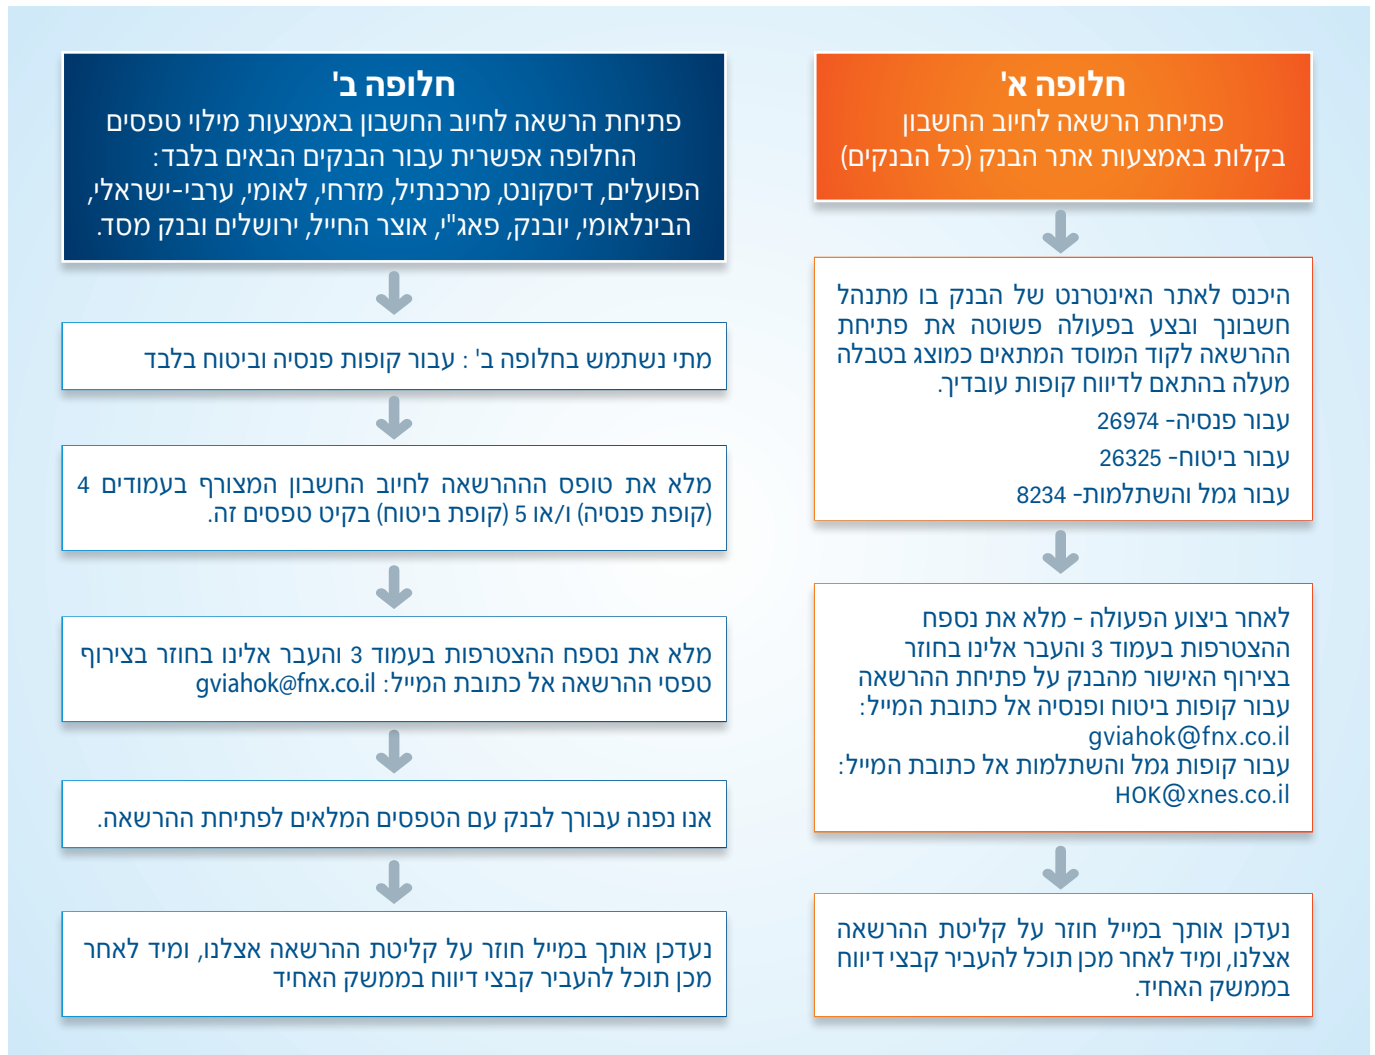 חלופה א'
פתיחת הרשאה לחיוב החשבון
בקלות באמצעות אתר הבנק (כל הבנקים)
היכנס לאתר האינטרנט של הבנק בו מתנהל
חשבונך ובצע בפעולה פשוטה את פתיחת
ההרשאה לקוד המוסד המתאים כמוצג בטבלה
מעלה בהתאם לדיווח קופות עובדיך.
עבור פנסיה- 26974
עבור ביטוח- 26325
עבור גמל והשתלמות- 8234
לאחר ביצוע הפעולה - מלא את נספח
ההצטרפות בעמוד 3 והעבר אלינו בחוזר
בצירוף האישור מהבנק על פתיחת ההרשאה
עבור קופות ביטוח ופנסיה אל כתובת המייל:
gviahok@fnx.co.il
עבור קופות גמל והשתלמות אל כתובת המייל:
HOK@xnes.co.il
נעדכן אותך במייל חוזר על קליטת ההרשאה
אצלנו, ומיד לאחר מכן תוכל להעביר קבצי דיווח
בממשק האחיד.
חלופה ב'
פתיחת הרשאה לחיוב החשבון באמצעות מילוי טפסים
החלופה אפשרית עבור הבנקים הבאים בלבד:
הפועלים, דיסקונט, מרכנתיל, מזרחי, לאומי, ערבי-ישראלי,
הבינלאומי, יובנק, פאג"י, אוצר החייל, ירושלים ובנק מסד.
מתי נשתמש בחלופה ב' : עבור קופות פנסיה וביטוח בלבד
מלא את טופס הההרשאה לחיוב החשבון המצורף בעמודים 4
(קופת פנסיה) ו/או 5 (קופת ביטוח) בקיט טפסים זה.
מלא את נספח ההצטרפות בעמוד 3 והעבר אלינו בחוזר בצירוף
טפסי ההרשאה אל כתובת המייל: gviahok@fnx.co.il
אנו נפנה עבורך לבנק עם הטפסים המלאים לפתיחת ההרשאה.
נעדכן אותך במייל חוזר על קליטת ההרשאה אצלנו, ומיד לאחר
מכן תוכל להעביר קבצי דיווח בממשק האחיד